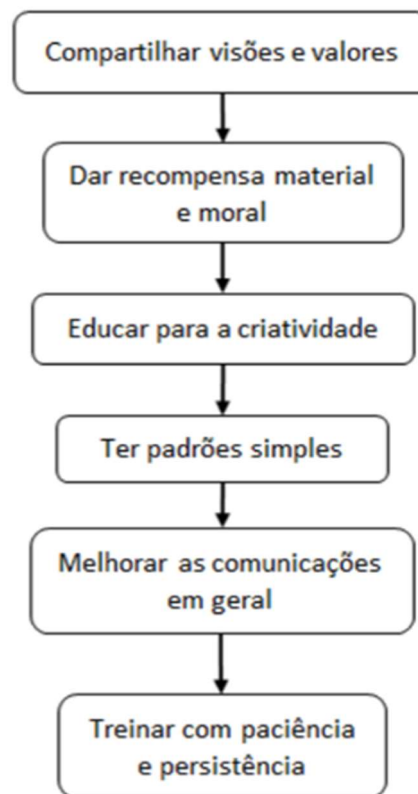 Compartilhar visões e valores
Dar recompensa material
e moral
Educar para a criatividade
Ter padrões simples
Melhorar as comunicações
em geral
Treinar com paciência
e persistência